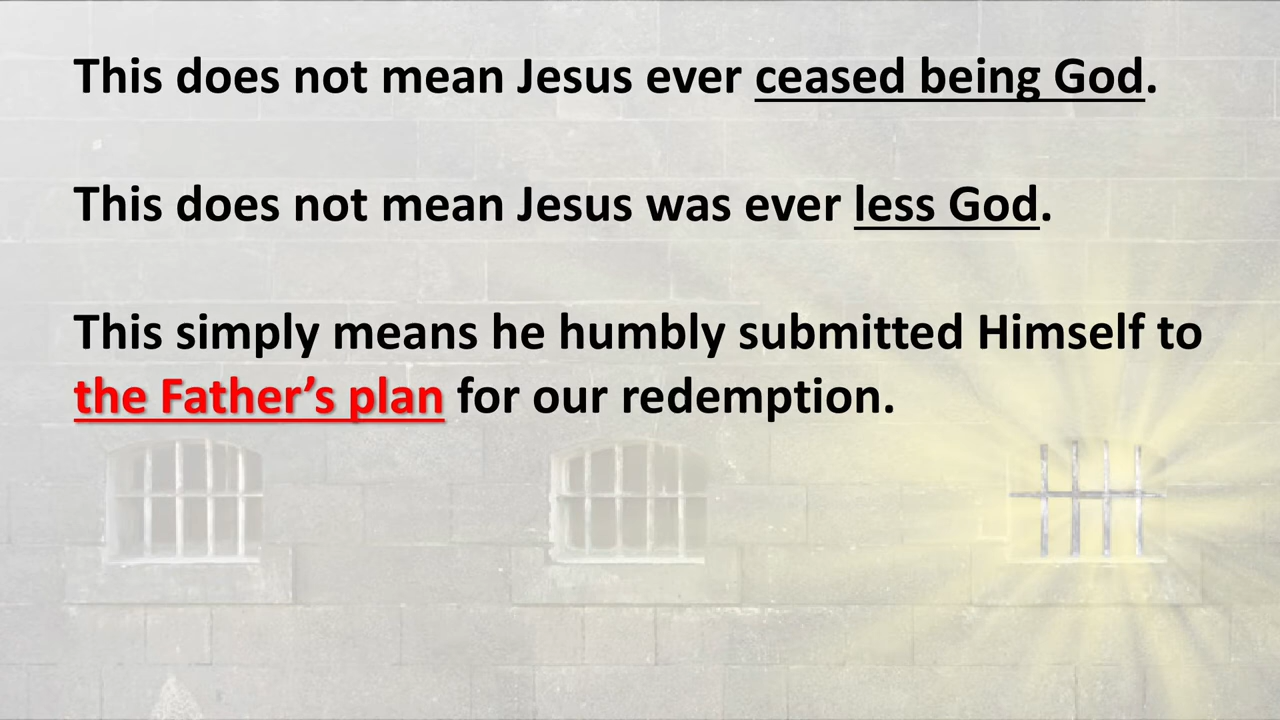 This does not mean Jesus ever ceased being God.
This does not mean Jesus was ever less God.
This simply means he humbly submitted Himself to
the Father’s plan for our redemption.